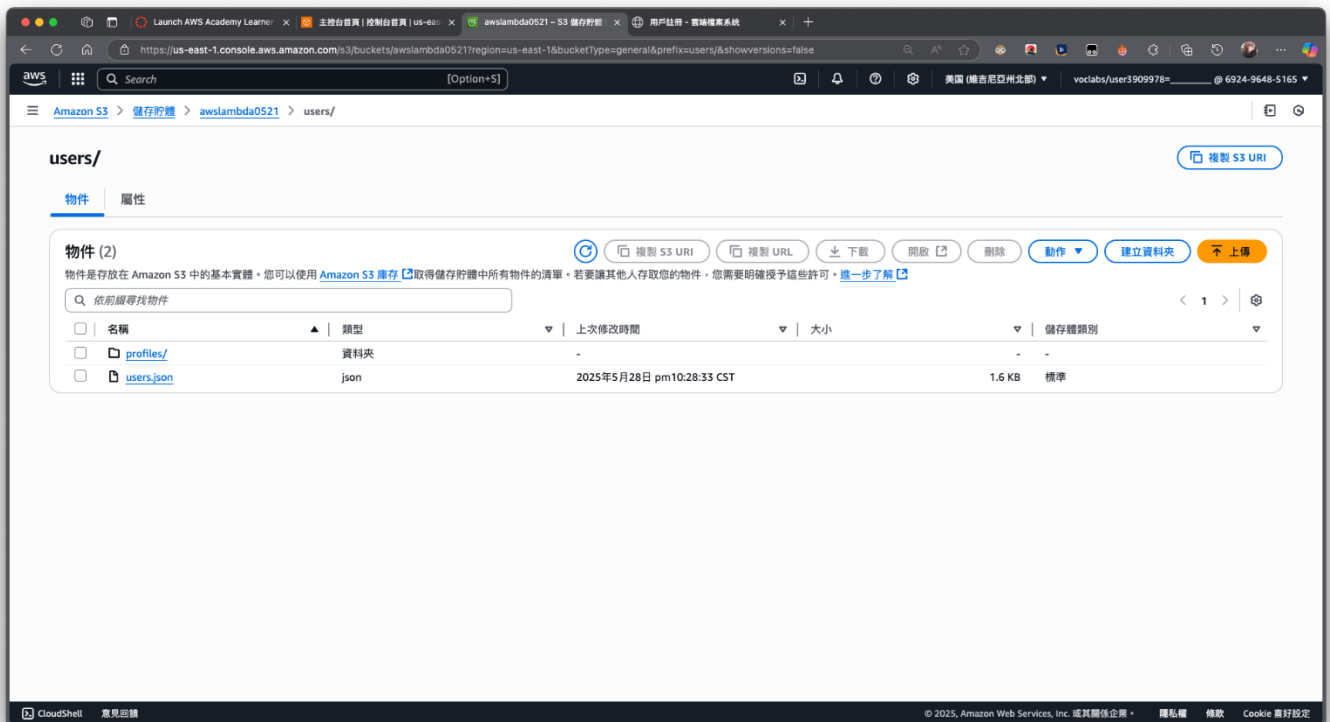 Launch AWS Academy Learner
主控台首頁 | 控制台首頁 | us-eas
awslambda0521 – S3 儲存貯體
用戶註冊 - 雲端檔案系統
https://us-east-1.console.aws.amazon.com/s3/buckets/awslambda0521?region=us-east-1&bucketType=general&prefix=users/&showversions=false
aws
Search
[Option+S]
美国 (維吉尼亞州北部)
voclabs/user3909978=________ @ 6924-9648-5165
Amazon S3 > 儲存貯體 > awslambda0521 > users/
users/
複製 S3 URI
物件 屬性
物件 (2)
複製 S3 URI 複製 URL 下載 開啟 刪除 動作 建立資料夾 上傳
物件是存放在 Amazon S3 中的基本實體。您可以使用 Amazon S3 庫存 取得儲存貯體中所有物件的清單。若要讓其他人存取您的物件，您需要明確授予這些許可。進一步了解
依前綴尋找物件
1
名稱 類型 上次修改時間 大小 儲存體類別
profiles/ 資料夾 - - -
users.json json 2025年5月28日 pm10:28:33 CST 1.6 KB 標準
CloudShell 意見回饋 © 2025, Amazon Web Services, Inc. 或其關係企業。 隱私權 條款 Cookie 喜好設定